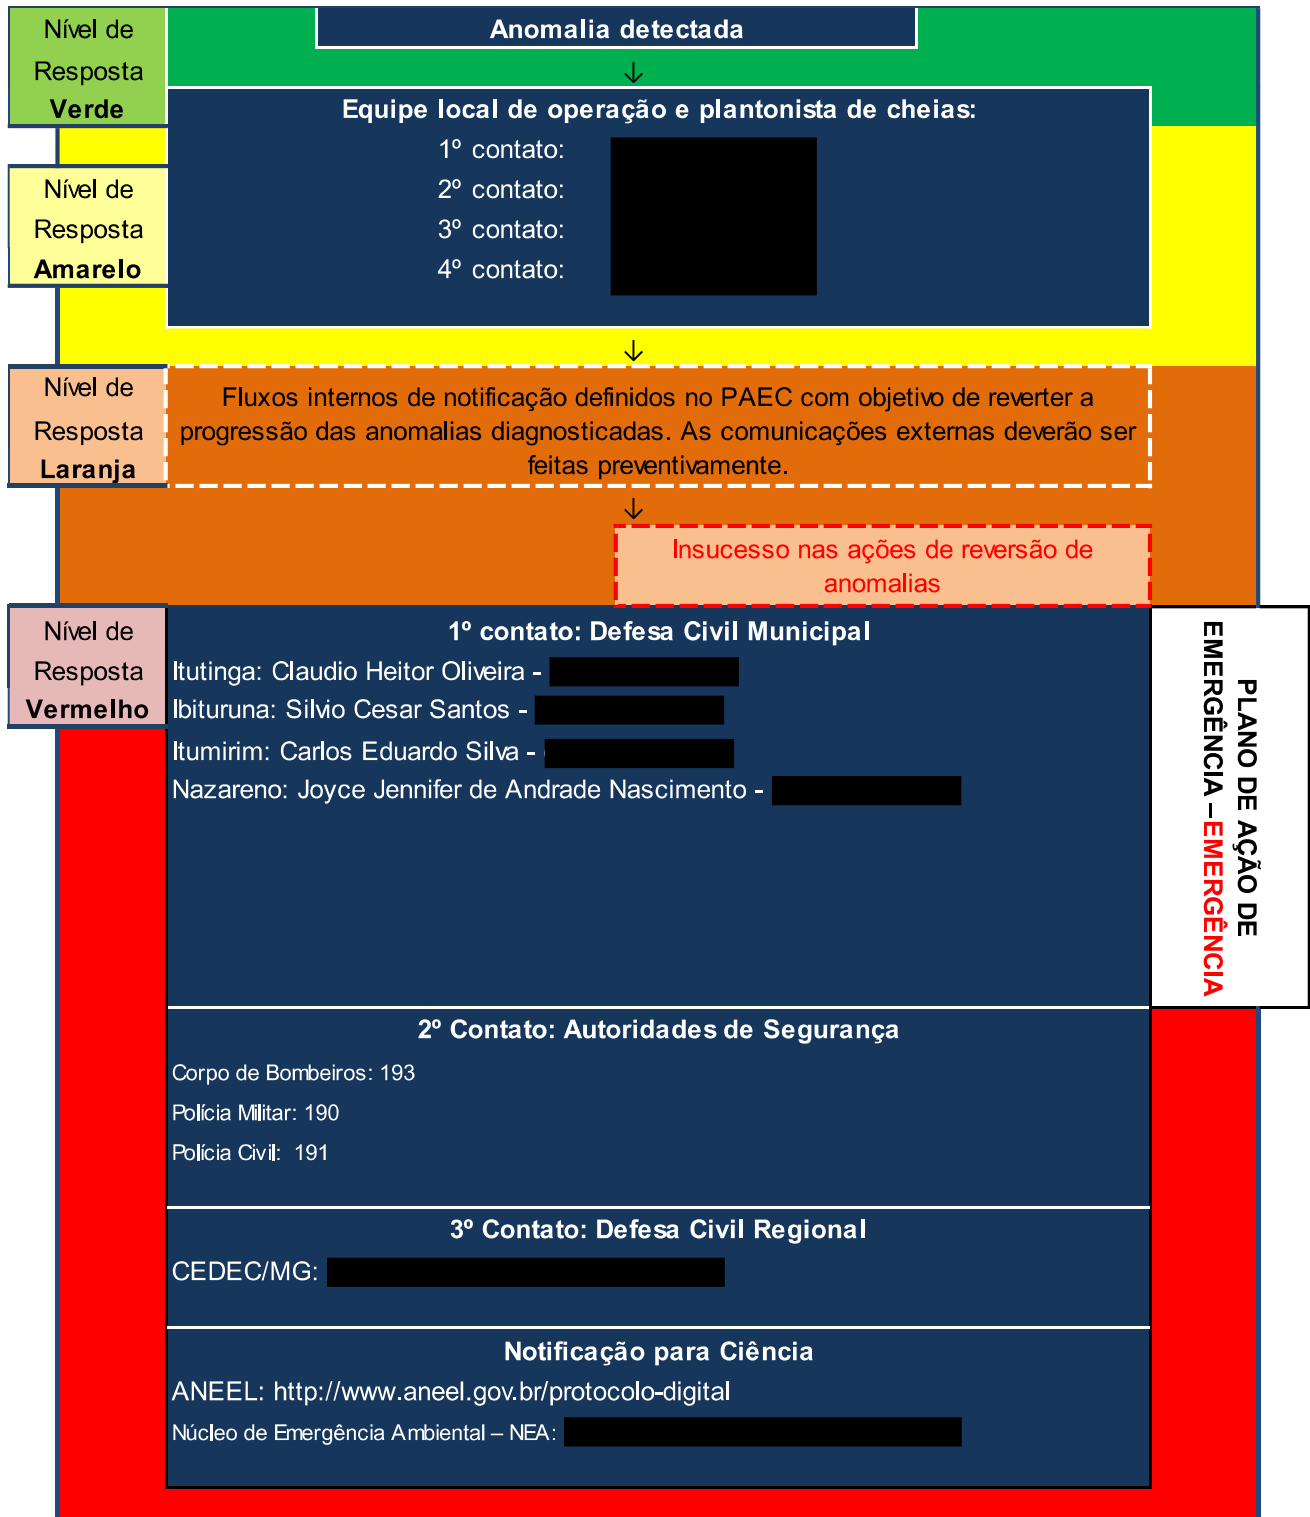 Nível de
Resposta
Verde
Anomalia detectada
↓
Equipe local de operação e plantonista de cheias:
1º contato:
2º contato:
3º contato:
4º contato:
Nível de
Resposta
Amarelo
↓
Nível de
Resposta
Laranja
Fluxos internos de notificação definidos no PAEC com objetivo de reverter a
progressão das anomalias diagnosticadas. As comunicações externas deverão ser
feitas preventivamente.
↓
Insucesso nas ações de reversão de
anomalias
Nível de
Resposta
Vermelho
1º contato: Defesa Civil Municipal
Itutinga: Claudio Heitor Oliveira -
Ibituruna: Silvio Cesar Santos -
Itumirim: Carlos Eduardo Silva -
Nazareno: Joyce Jennifer de Andrade Nascimento -
PLANO DE AÇÃO DE
EMERGÊNCIA – EMERGÊNCIA
2º Contato: Autoridades de Segurança
Corpo de Bombeiros: 193
Polícia Militar: 190
Polícia Civil: 191
3º Contato: Defesa Civil Regional
CEDEC/MG:
Notificação para Ciência
ANEEL: http://www.aneel.gov.br/protocolo-digital
Núcleo de Emergência Ambiental – NEA: